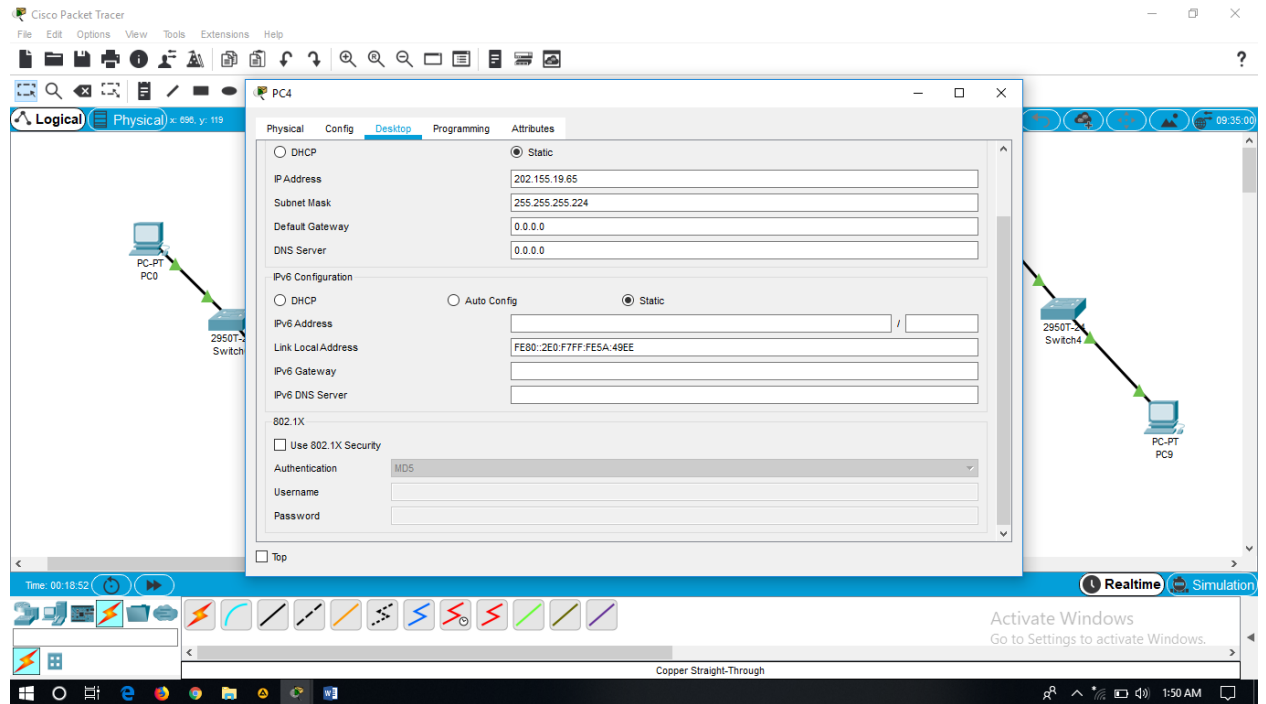 Cisco Packet Tracer
File Edit Options View Tools Extensions Help
?
Logical Physical x: 696, y: 119 09:35:00
PC4
Physical Config Desktop Programming Attributes
DHCP Static
IP Address 202.155.19.65
Subnet Mask 255.255.255.224
Default Gateway 0.0.0.0
DNS Server 0.0.0.0
IPv6 Configuration
DHCP Auto Config Static
IPv6 Address /
Link Local Address FE80::2E0:F7FF:FE5A:49EE
IPv6 Gateway
IPv6 DNS Server
802.1X
Use 802.1X Security
Authentication MD5
Username
Password
Top
PC-PT
PC0
2950T-2
Switch
2950T-24
Switch4
PC-PT
PC9
Time: 00:18:52 Realtime Simulation
Activate Windows
Go to Settings to activate Windows.
Copper Straight-Through
1:50 AM